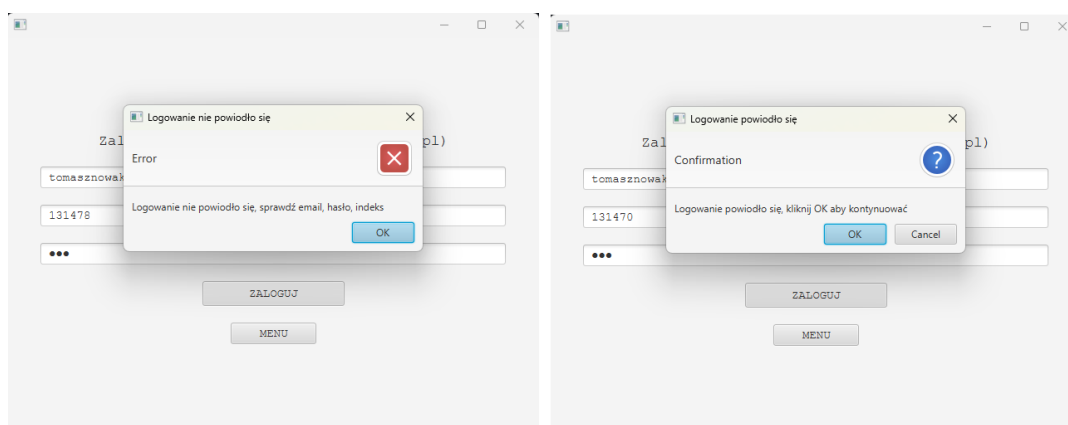 Logowanie nie powiodło się
Zal pl)
Error
tomasznowak
Logowanie nie powiodło się, sprawdź email, hasło, indeks
131478
OK
●●●
ZALOGUJ
MENU
Logowanie powiodło się
Zal pl)
Confirmation
tomasznowak
Logowanie powiodło się, kliknij OK aby kontynuować
131470
OK Cancel
●●●
ZALOGUJ
MENU